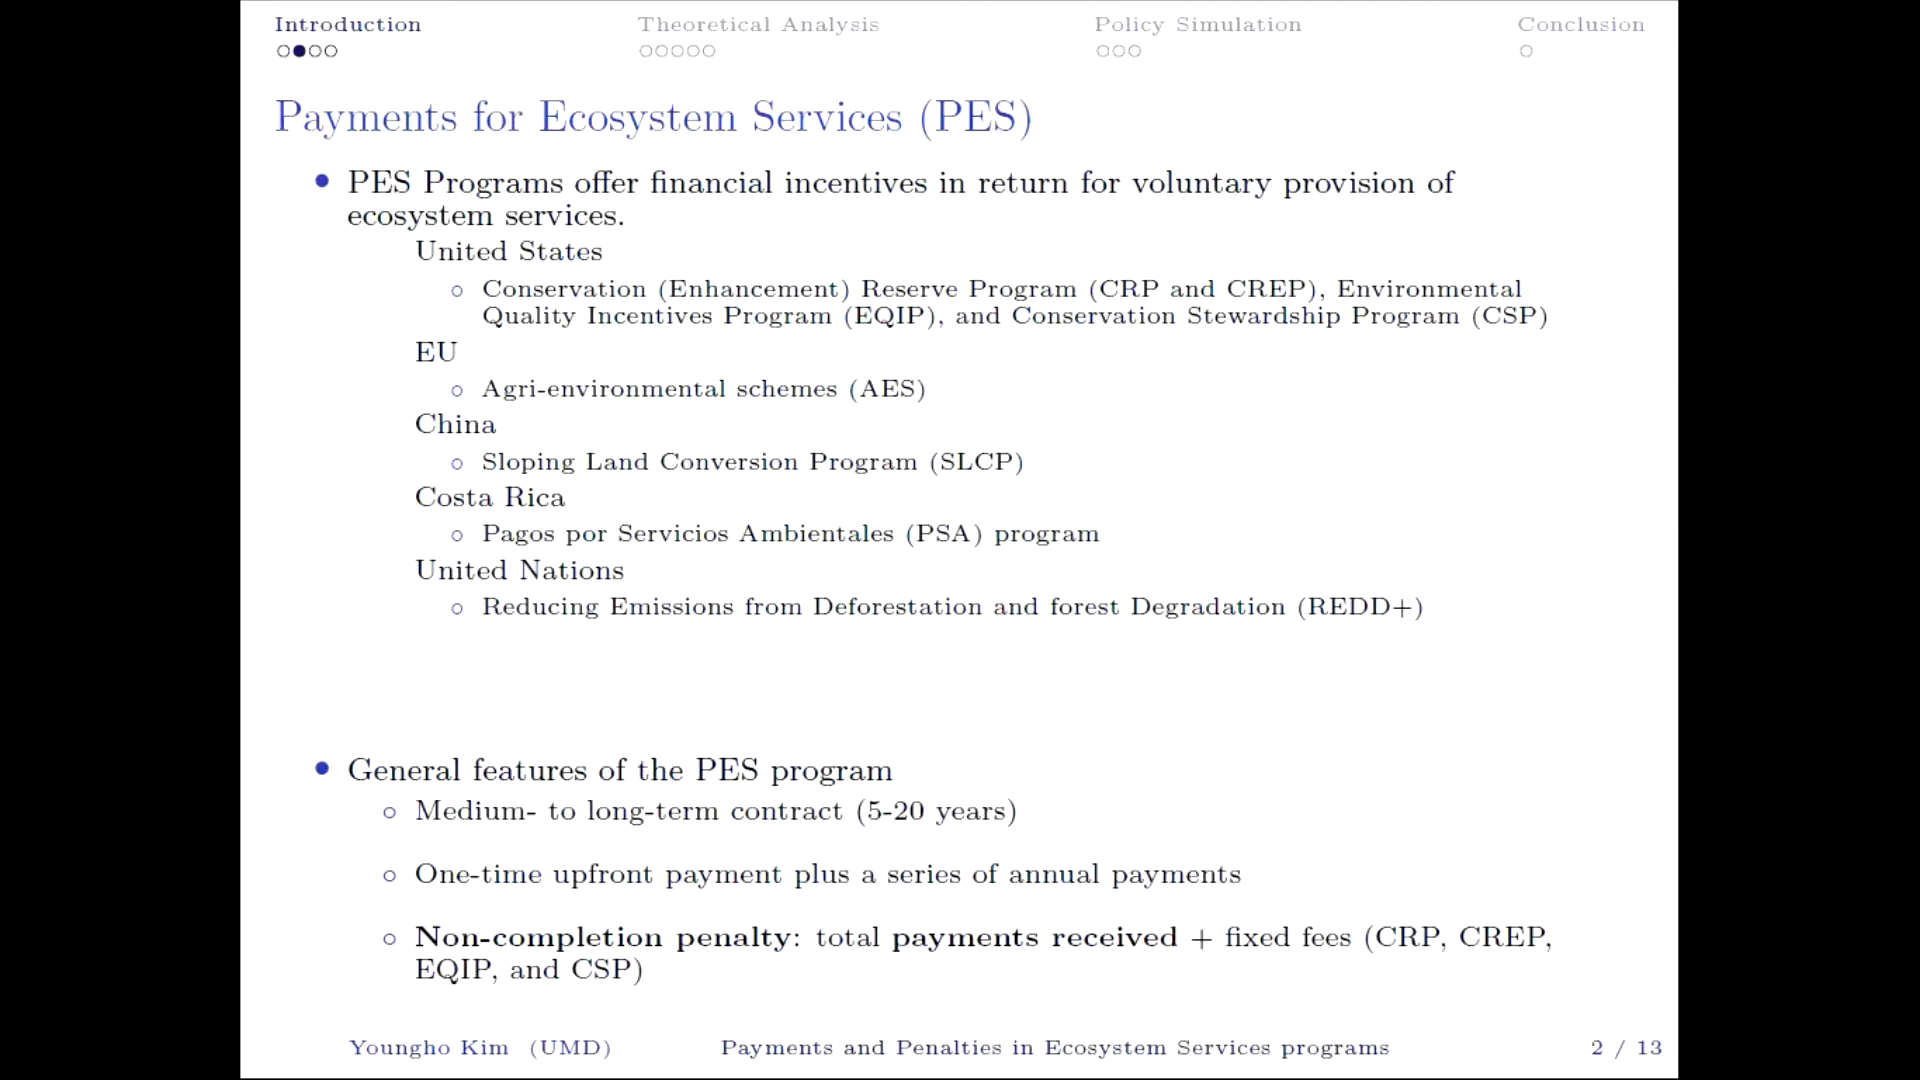 Introduction
Theoretical Analysis
Policy Simulation
Conclusion
Payments for Ecosystem Services (PES)
PES Programs offer financial incentives in return for voluntary provision of
ecosystem services.
United States
Conservation (Enhancement) Reserve Program (CRP and CREP), Environmental
Quality Incentives Program (EQIP), and Conservation Stewardship Program (CSP)
EU
Agri-environmental schemes (AES)
China
Sloping Land Conversion Program (SLCP)
Costa Rica
Pagos por Servicios Ambientales (PSA) program
United Nations
Reducing Emissions from Deforestation and forest Degradation (REDD+)
General features of the PES program
Medium- to long-term contract (5-20 years)
One-time upfront payment plus a series of annual payments
Non-completion penalty: total payments received + fixed fees (CRP, CREP,
EQIP, and CSP)
Youngho Kim (UMD)
Payments and Penalties in Ecosystem Services programs
2 / 13